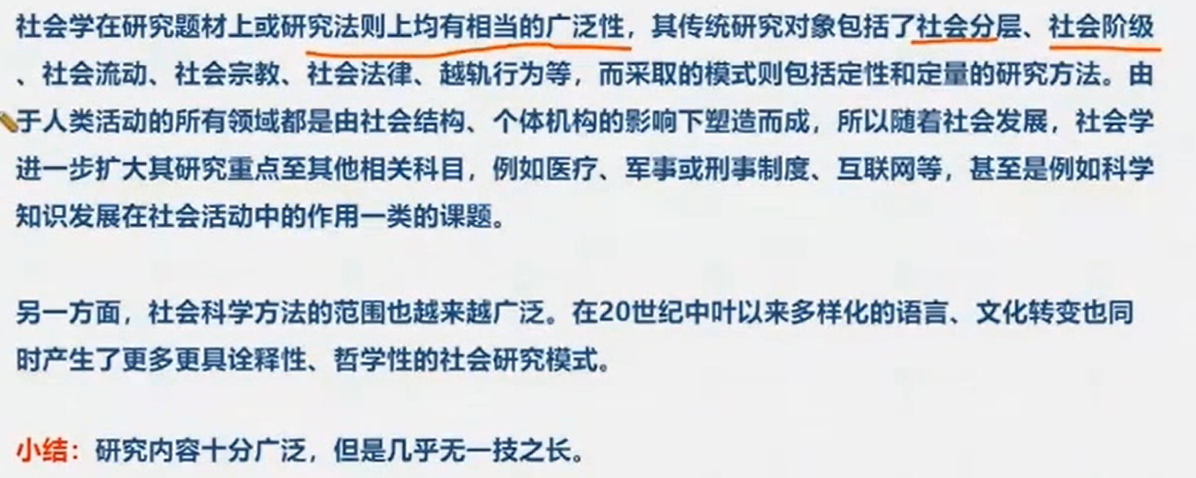 社会学在研究题材上或研究法则上均有相当的广泛性，其传统研究对象包括了社会分层、社会阶级
、社会流动、社会宗教、社会法律、越轨行为等，而采取的模式则包括定性和定量的研究方法。由
于人类活动的所有领域都是由社会结构、个体机构的影响下塑造而成，所以随着社会发展，社会学
进一步扩大其研究重点至其他相关科目，例如医疗、军事或刑事制度、互联网等，甚至是例如科学
知识发展在社会活动中的作用一类的课题。
另一方面，社会科学方法的范围也越来越广泛。在20世纪中叶以来多样化的语言、文化转变也同
时产生了更多更具诠释性、哲学性的社会研究模式。
小结：研究内容十分广泛，但是几乎无一技之长。